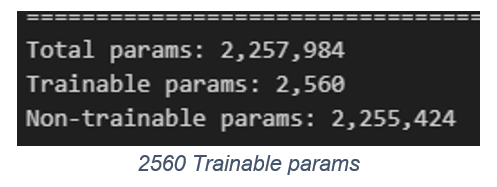 ==================================================
Total params: 2,257,984
Trainable params: 2,560
Non-trainable params: 2,255,424
2560 Trainable params